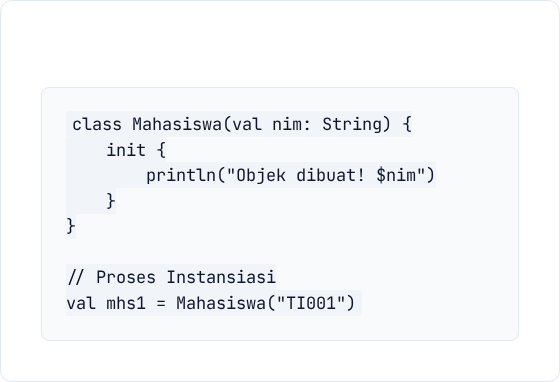 class Mahasiswa(val nim: String) {
    init {
        println("Objek dibuat! $nim")
    }
}

// Proses Instansiasi
val mhs1 = Mahasiswa("TI001")